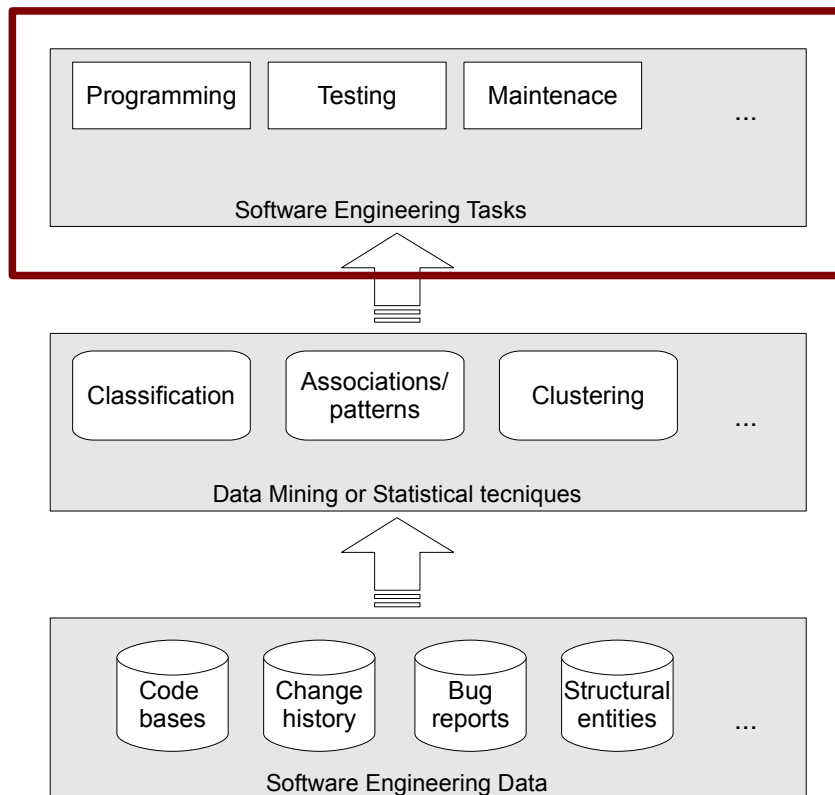 Programming
Testing
Maintenace
...
Software Engineering Tasks
Classification
Associations/
patterns
Clustering
...
Data Mining or Statistical tecniques
Code
bases
Change
history
Bug
reports
Structural
entities
...
Software Engineering Data